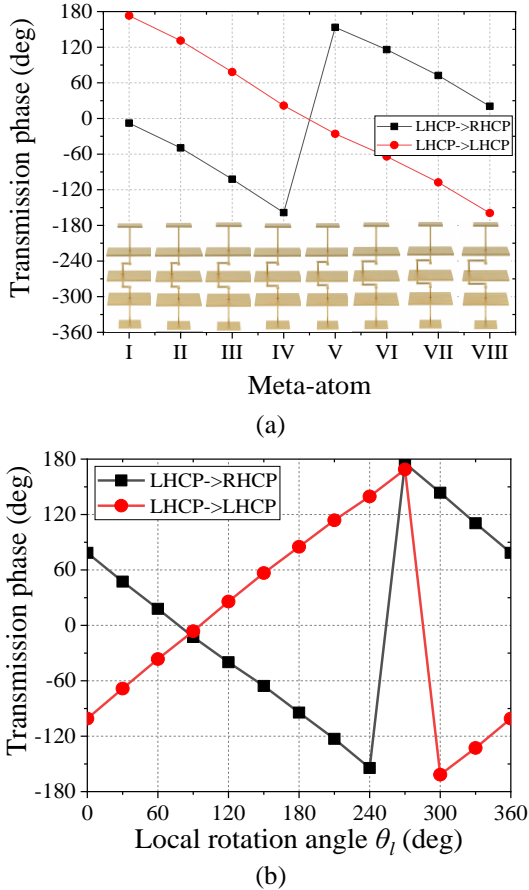 180
120
60
0
-60
-120
-180
-240
-300
-360
Transmission phase (deg)
LHCP->RHCP
LHCP->LHCP
I II III IV V VI VII VIII
Meta-atom
(a)
180
120
60
0
-60
-120
-180
Transmission phase (deg)
LHCP->RHCP
LHCP->LHCP
0 60 120 180 240 300 360
Local rotation angle θl (deg)
(b)